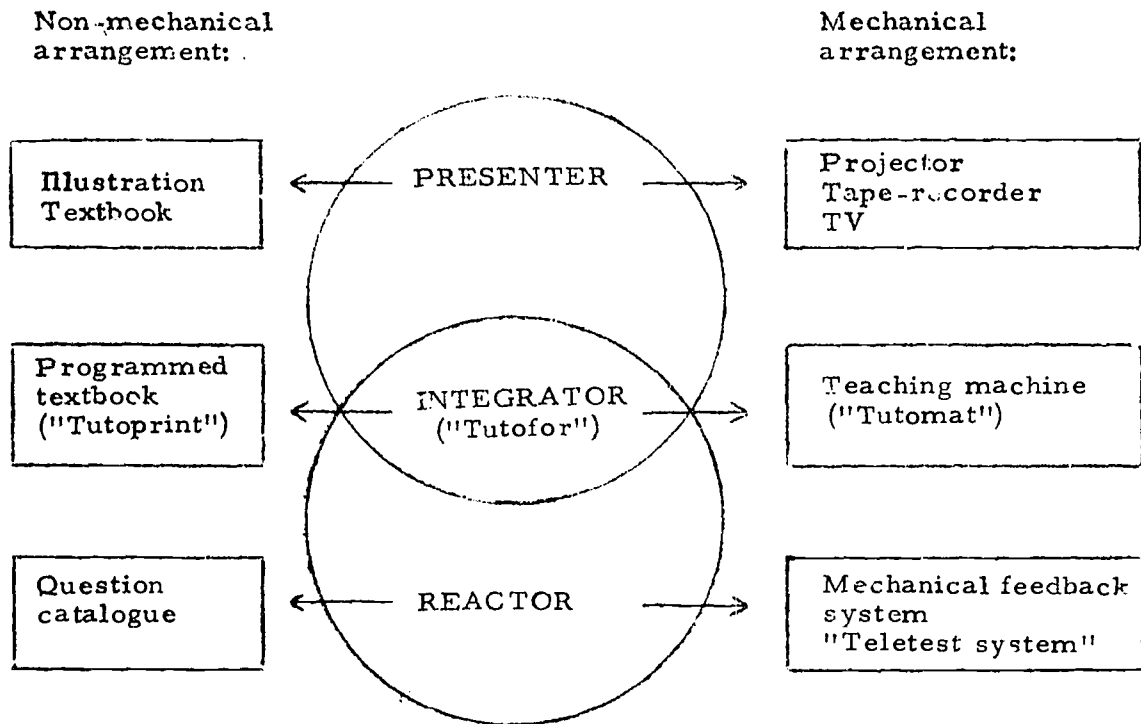 Non-mechanical
arrangement:
Mechanical
arrangement:
Illustration
Textbook
PRESENTER
Projector
Tape-recorder
TV
Programmed
textbook
("Tutoprint")
INTEGRATOR
("Tutofor")
Teaching machine
("Tutomat")
Question
catalogue
REACTOR
Mechanical feedback
system
"Teletest system"